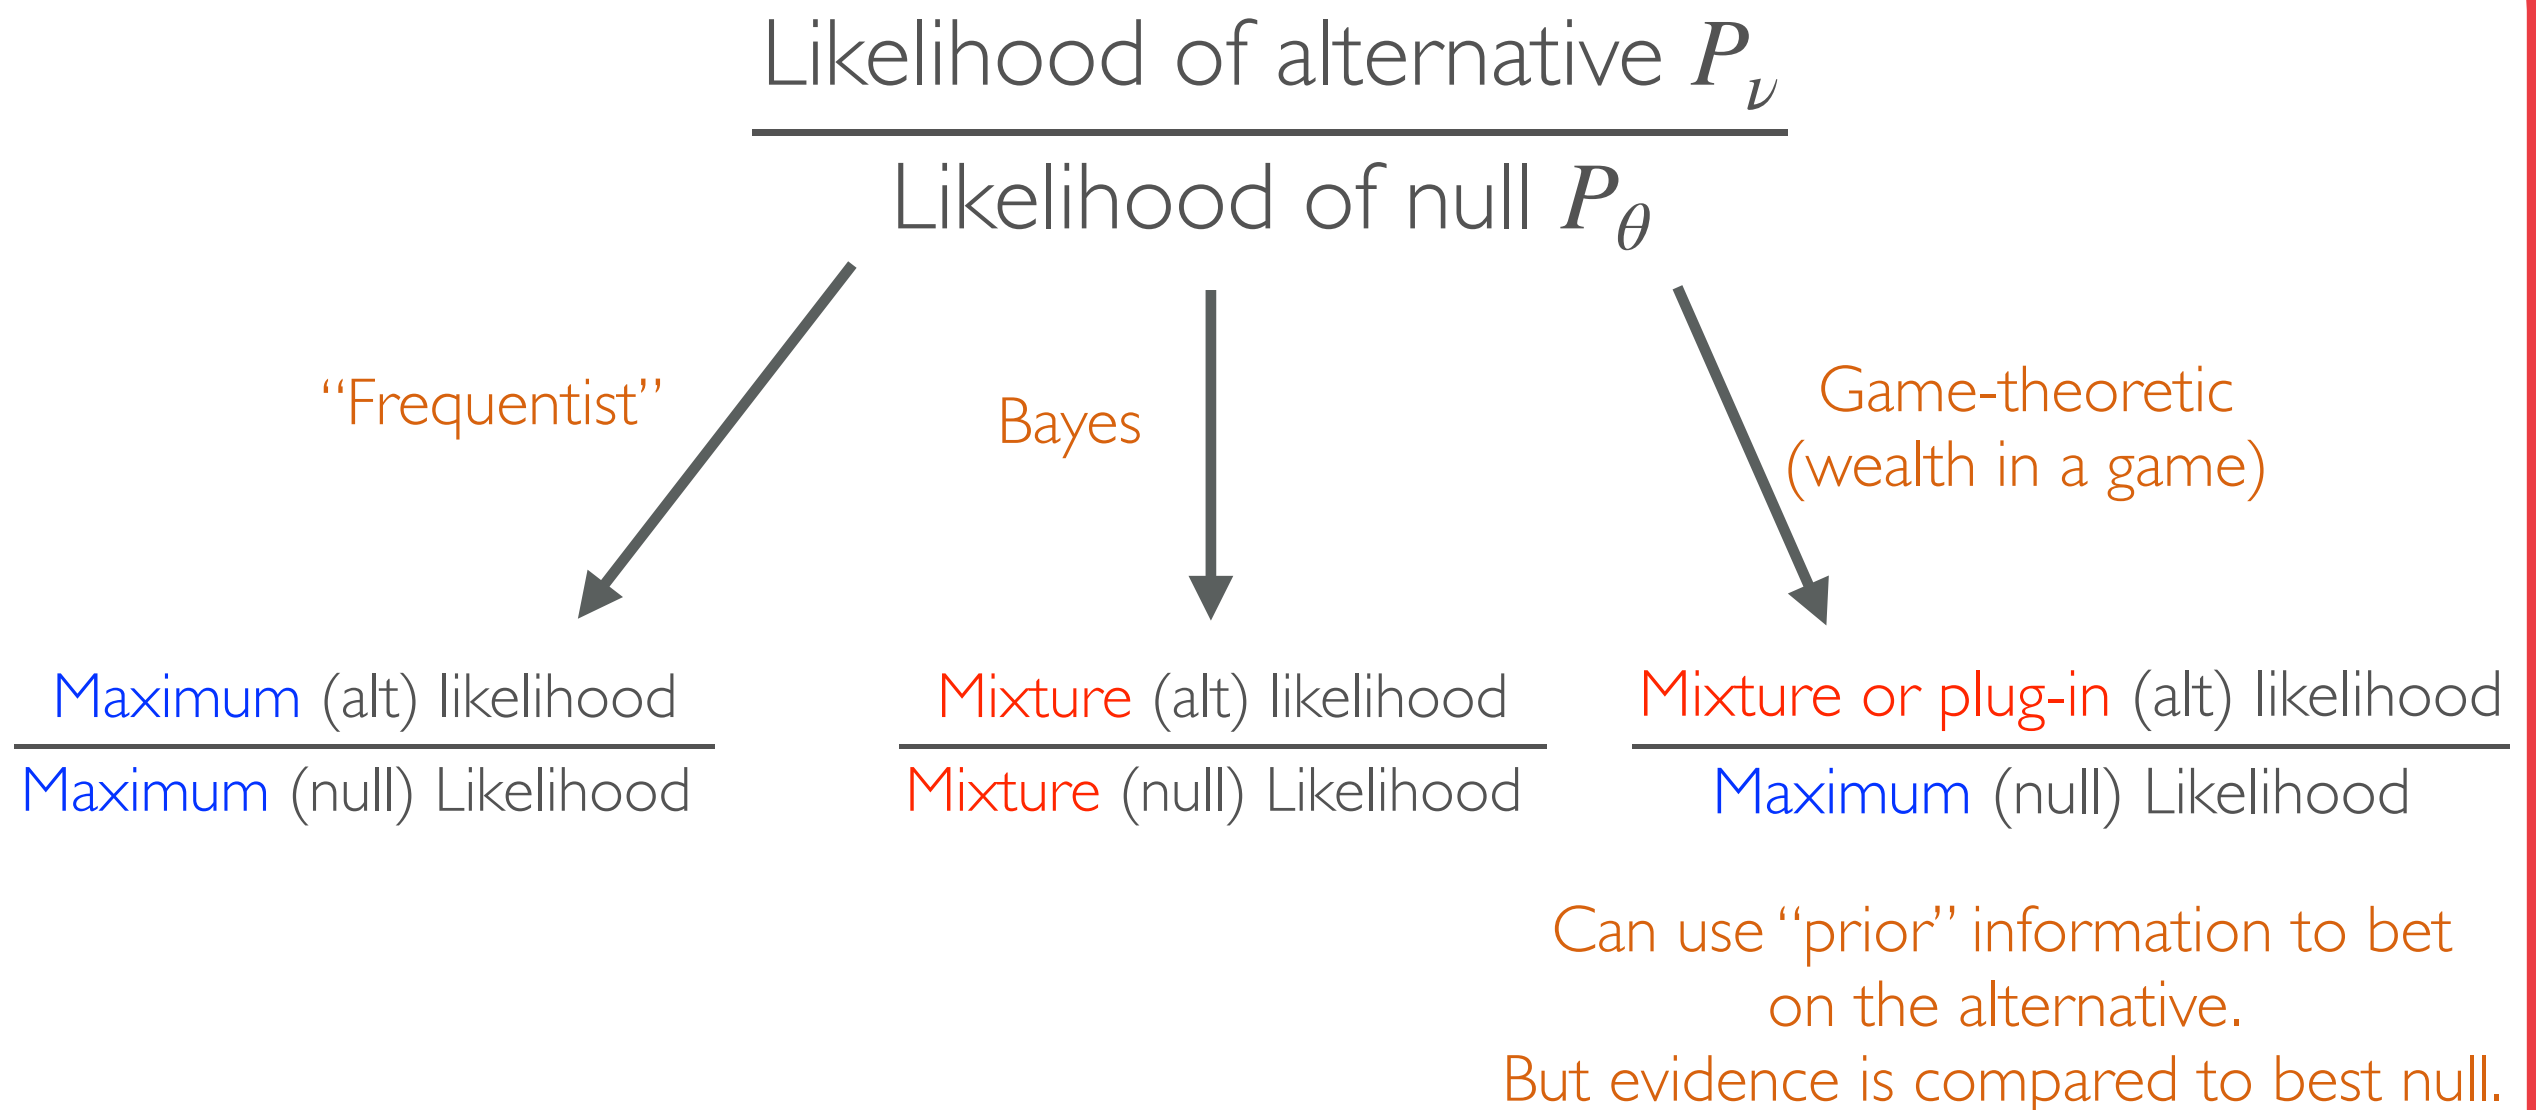 Likelihood of alternative P_ν
Likelihood of null P_θ
“Frequentist”
Bayes
Game-theoretic
(wealth in a game)
Maximum (alt) likelihood
Maximum (null) Likelihood
Mixture (alt) likelihood
Mixture (null) Likelihood
Mixture or plug-in (alt) likelihood
Maximum (null) Likelihood
Can use “prior” information to bet
on the alternative.
But evidence is compared to best null.